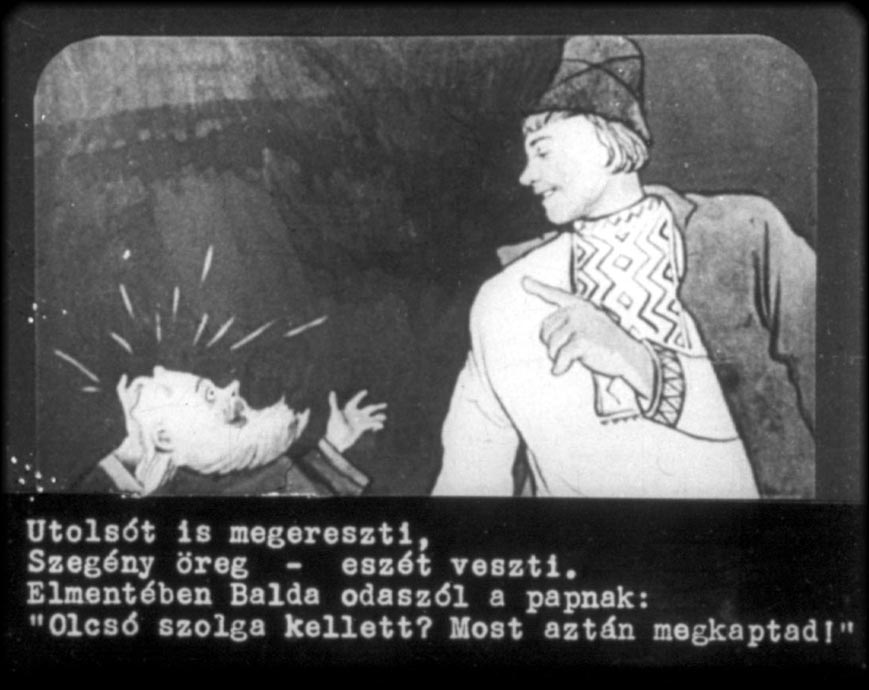 Utolsót is megereszti,
Szegény öreg - eszét veszti.
Elmentében Balda odaszól a papnak:
"Olcsó szolga kellett? Most aztán megkaptad!"